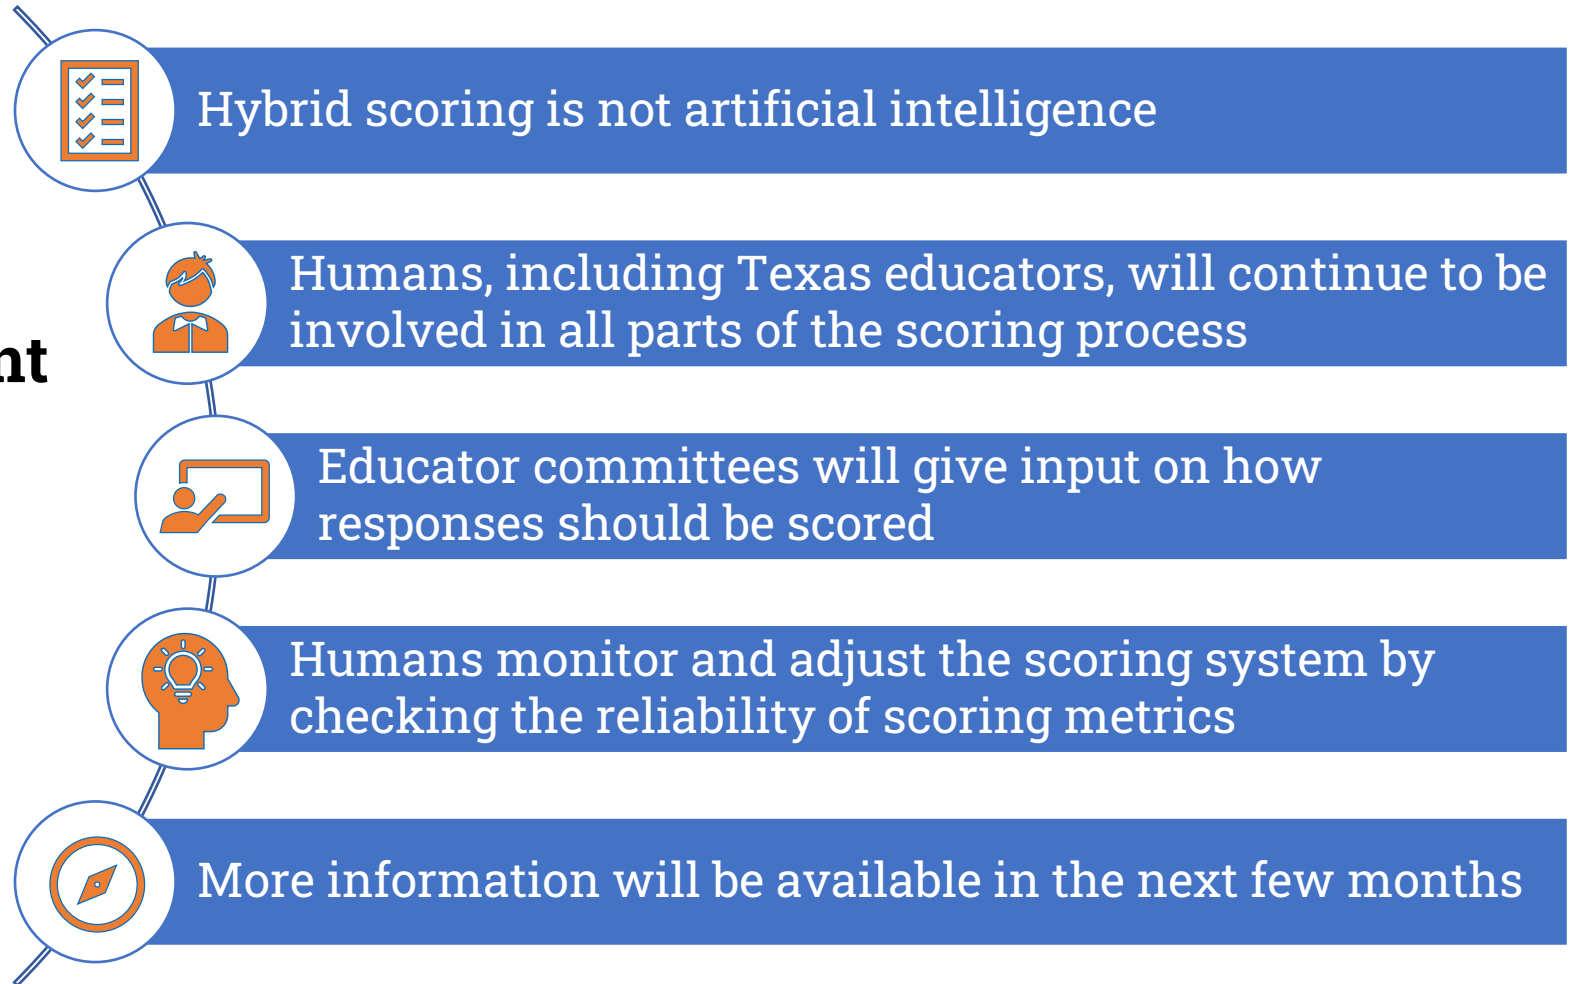 Hybrid scoring is not artificial intelligence
Humans, including Texas educators, will continue to be
involved in all parts of the scoring process
Educator committees will give input on how
responses should be scored
Humans monitor and adjust the scoring system by
checking the reliability of scoring metrics
More information will be available in the next few months